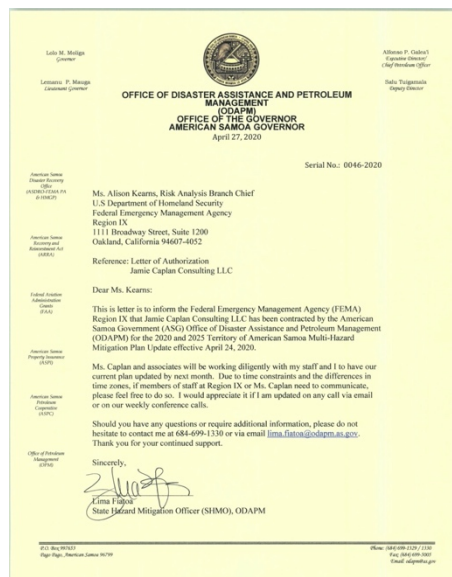 Lolo M. Moliga
Governor
Lemanu P. Mauga
Lieutenant Governor
Alfonso P. Galea'i
Executive Director/
Chief Petroleum Officer
Italu Tuigamala
Deputy Director
OFFICE OF DISASTER ASSISTANCE AND PETROLEUM
MANAGEMENT
(ODAPM)
OFFICE OF THE GOVERNOR
AMERICAN SAMOA GOVERNOR
April 27, 2020
Serial No.: 0046-2020
American Samoa
Disaster Recovery
Office
American Samoa
Recovery and
Reinvestment Act
(ARRA)
Federal Aviation
Administration
Grants
(FAA)
American Samoa
Property Insurance
(ASPI)
American Samoa
Petroleum
Cooperative
(ASPC)
Office of Petroleum
Management
(OPM)
Ms. Alison Kearns, Risk Analysis Branch Chief
U.S Department of Homeland Security
Federal Emergency Management Agency
Region IX
1111 Broadway Street, Suite 1200
Oakland, California 94607-4052
Reference: Letter of Authorization
Jamie Caplan Consulting LLC
Dear Ms. Kearns:
This is letter is to inform the Federal Emergency Management Agency (FEMA)
Region IX that Jamie Caplan Consulting LLC has been contracted by the American
Samoa Government (ASG) Office of Disaster Assistance and Petroleum Management
(ODAPM) for the 2020 and 2025 Territory of American Samoa Multi-Hazard
Mitigation Plan Update effective April 24, 2020.
Ms. Caplan and associates will be working diligently with my staff and I to have our
current plan updated by next month. Due to time constraints and the differences in
time zones, if members of staff at Region IX or Ms. Caplan need to communicate,
please feel free to do so. I would appreciate it if I am updated on any call via email
or on our weekly conference calls.
Should you have any questions or require additional information, please do not
hesitate to contact me at 684-699-1330 or via email lima.fiatoa@odapm.as.gov.
Thank you for your continued support.
Sincerely,
Lima Fiatoa
State Hazard Mitigation Officer (SHMO), ODAPM
P.O. Box 997653
Pago Pago, American Samoa 96799